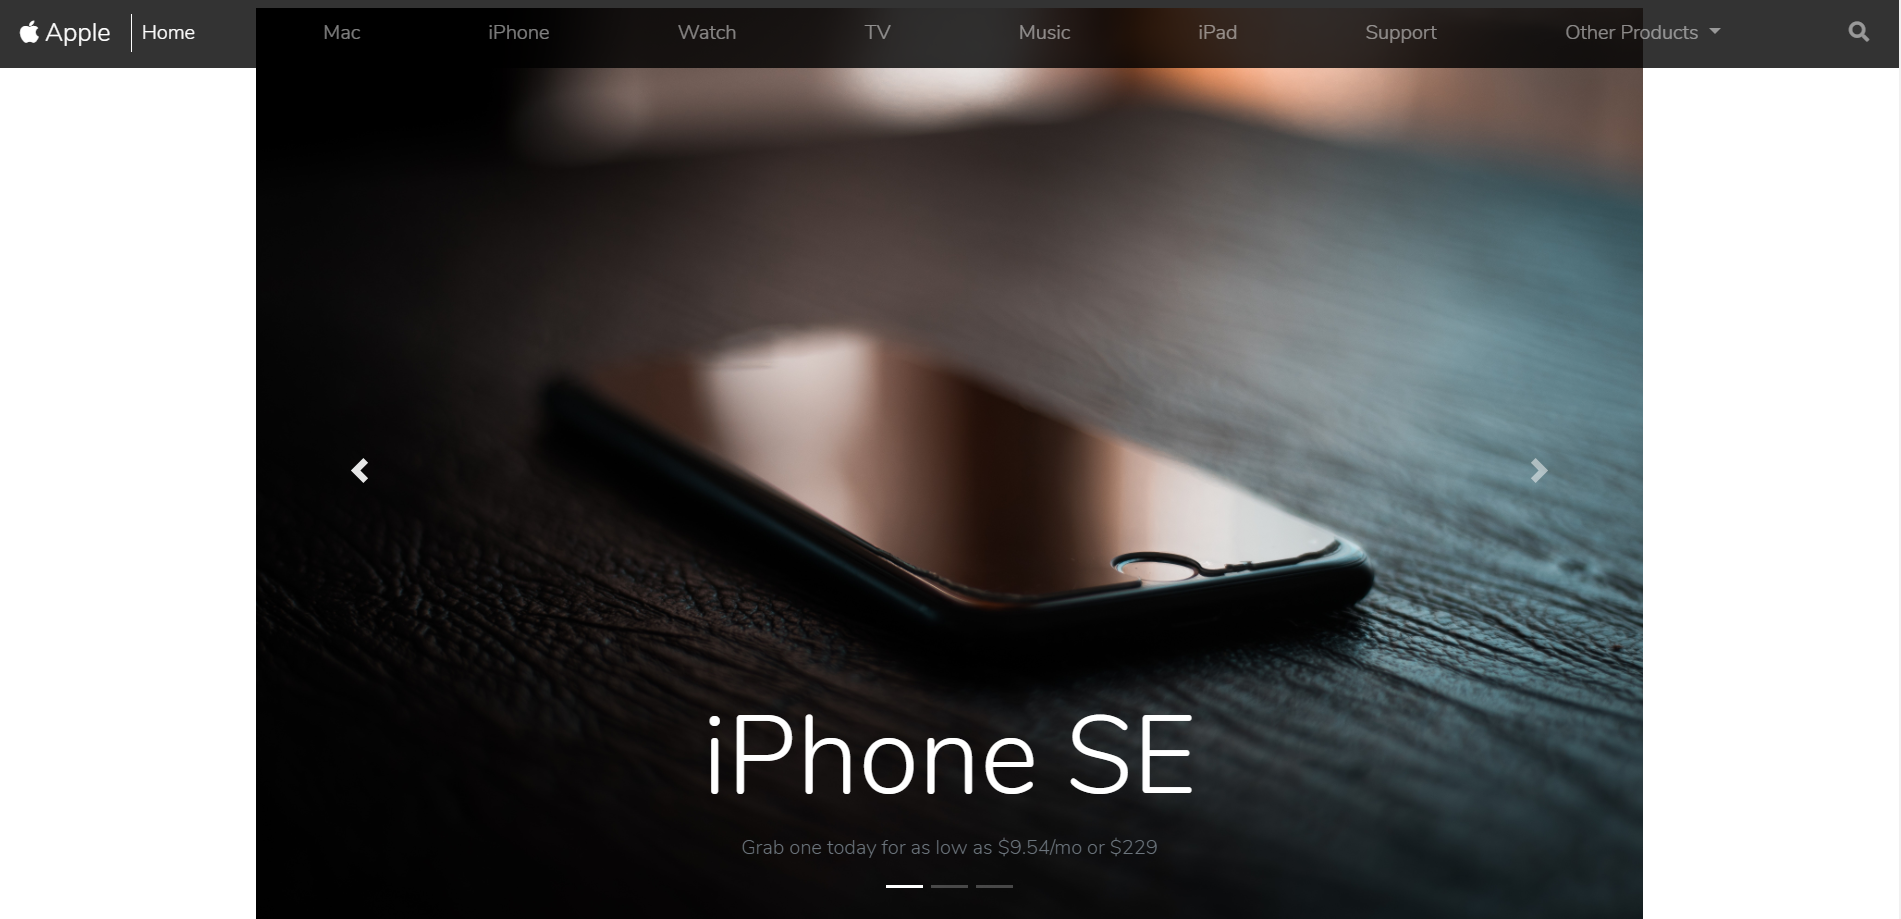 Apple Home Mac iPhone Watch TV Music iPad Support Other Products
iPhone SE
Grab one today for as low as $9.54/mo or $229